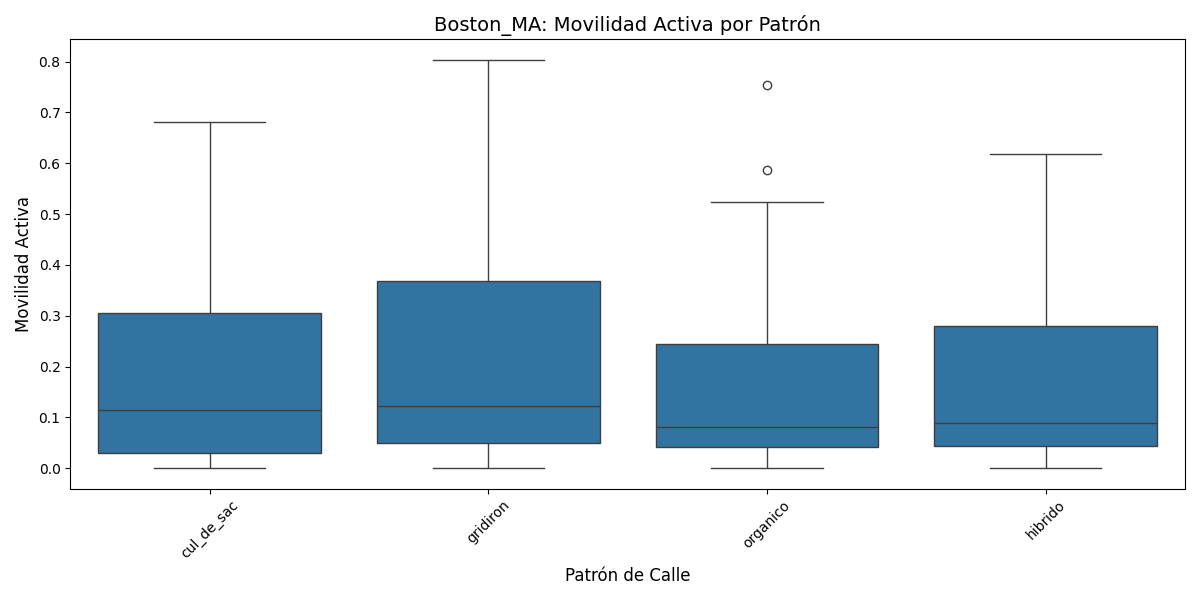 Boston_MA: Movilidad Activa por Patrón
Movilidad Activa
0.8
0.7
0.6
0.5
0.4
0.3
0.2
0.1
0.0
cul_de_sac
gridiron
organico
hibrido
Patrón de Calle